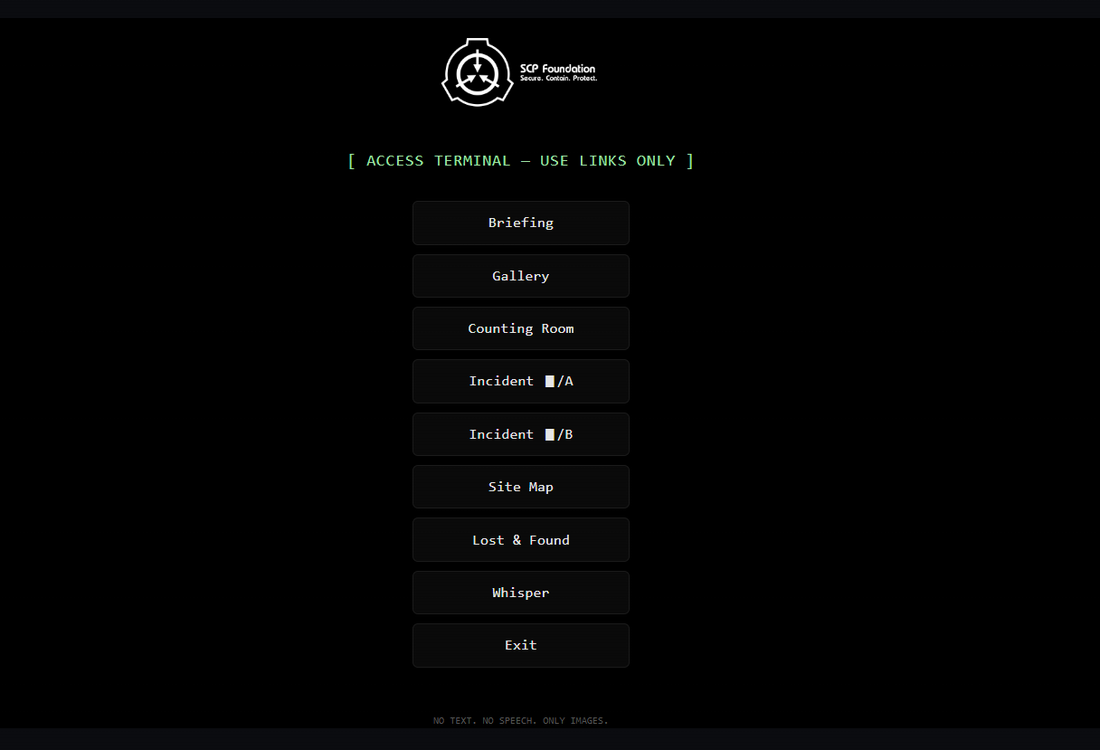 SCP Foundation
Secure. Contain. Protect.
[ ACCESS TERMINAL — USE LINKS ONLY ]
Briefing
Gallery
Counting Room
Incident █/A
Incident █/B
Site Map
Lost & Found
Whisper
Exit
NO TEXT. NO SPEECH. ONLY IMAGES.